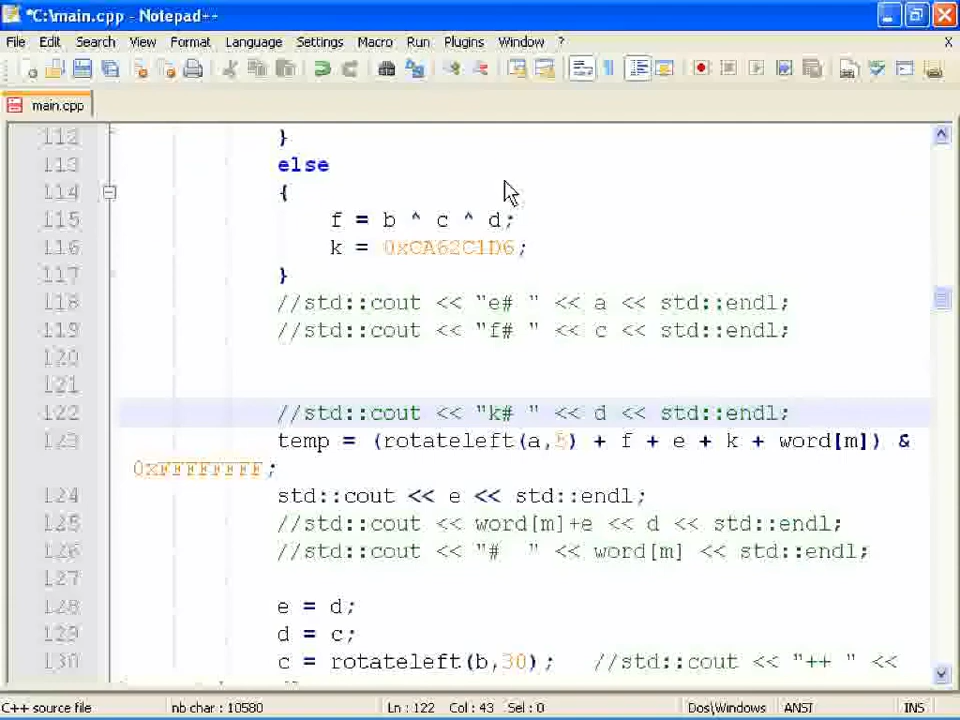 *C:\main.cpp - Notepad++
File Edit Search View Format Language Settings Macro Run Plugins Window ? X
main.cpp
112 }
113 else
114 {
115 f = b ^ c ^ d;
116 k = 0xCA62C1D6;
117 }
118 //std::cout << "e# " << a << std::endl;
119 //std::cout << "f# " << c << std::endl;
120
121
122 //std::cout << "k# " << d << std::endl;
123 temp = (rotateleft(a,5) + f + e + k + word[m]) &
0xFFFFFFFF;
124 std::cout << e << std::endl;
125 //std::cout << word[m]+e << d << std::endl;
126 //std::cout << "#  " << word[m] << std::endl;
127
128 e = d;
129 d = c;
130 c = rotateleft(b,30); //std::cout << "++ " <<
C++ source file nb char : 10580 Ln : 122 Col : 43 Sel : 0 Dos\Windows ANSI INS